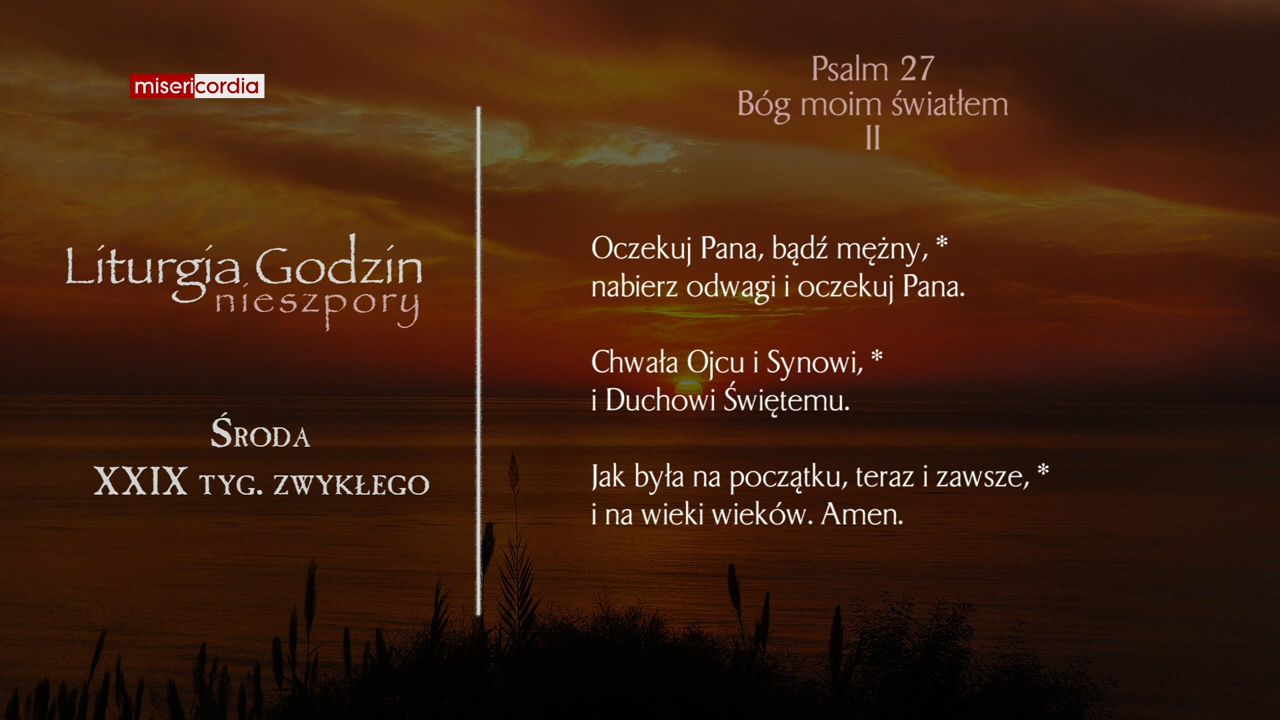 misericordia
Liturgia Godzin
nieszpory
Środa
XXIX tyg. zwykłego
Psalm 27
Bóg moim światłem
II
Oczekuj Pana, bądź mężny, *
nabierz odwagi i oczekuj Pana.
Chwała Ojcu i Synowi, *
i Duchowi Świętemu.
Jak była na początku, teraz i zawsze, *
i na wieki wieków. Amen.